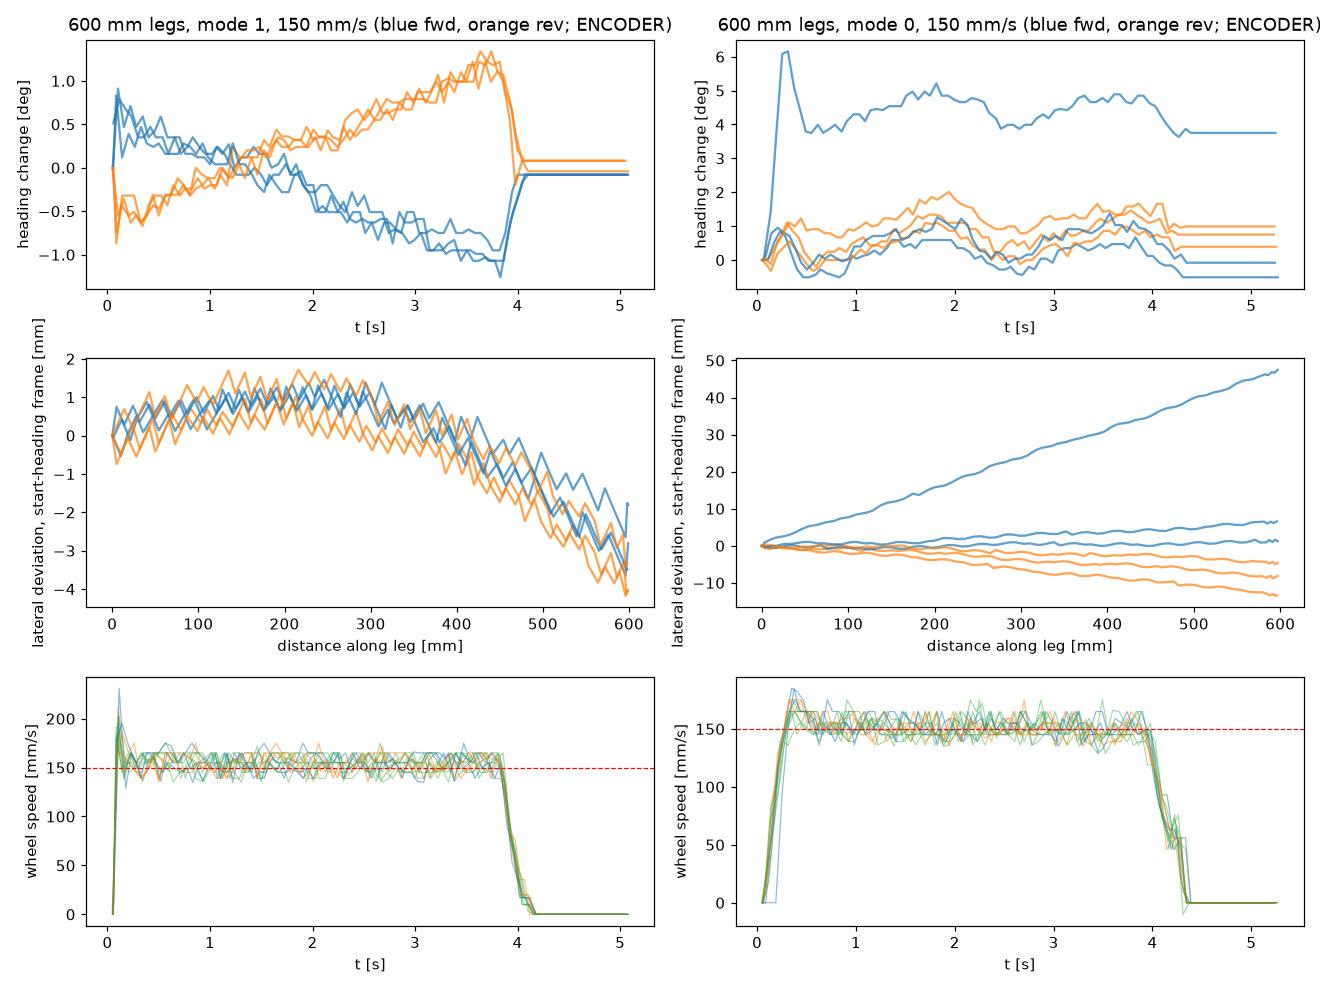 600 mm legs, mode 1, 150 mm/s (blue fwd, orange rev; ENCODER)
heading change [deg]
1.0
0.5
0.0
−0.5
−1.0
0 1 2 3 4 5
t [s]
600 mm legs, mode 0, 150 mm/s (blue fwd, orange rev; ENCODER)
heading change [deg]
6
5
4
3
2
1
0
0 1 2 3 4 5
t [s]
lateral deviation, start-heading frame [mm]
2
1
0
−1
−2
−3
−4
0 100 200 300 400 500 600
distance along leg [mm]
lateral deviation, start-heading frame [mm]
50
40
30
20
10
0
−10
0 100 200 300 400 500 600
distance along leg [mm]
wheel speed [mm/s]
200
150
100
50
0
0 1 2 3 4 5
t [s]
wheel speed [mm/s]
150
100
50
0
0 1 2 3 4 5
t [s]